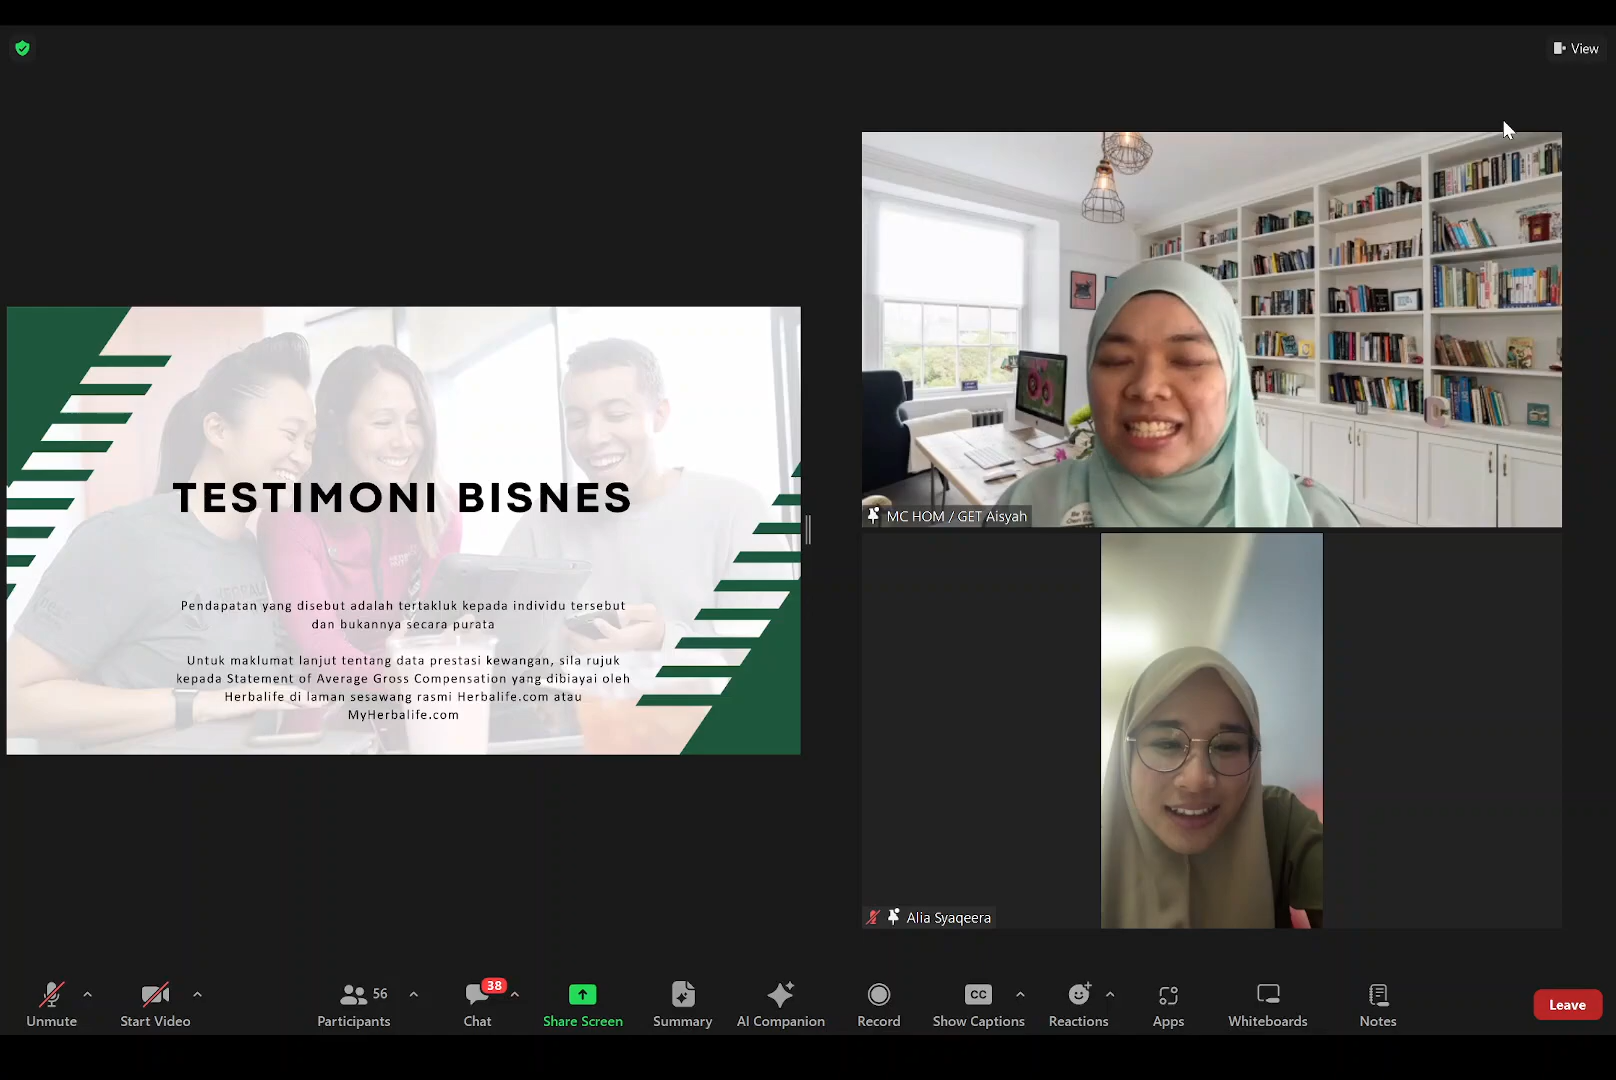 View
TESTIMONI BISNES
Pendapatan yang disebut adalah tertakluk kepada individu tersebut
dan bukannya secara purata
Untuk maklumat lanjut tentang data prestasi kewangan, sila rujuk
kepada Statement of Average Gross Compensation yang dibiayai oleh
Herbalife di laman sesawang rasmi Herbalife.com atau
MyHerbalife.com
MC HOM / GET Aisyah
Alia Syaqeera
56
38
CC
Unmute
Start Video
Participants
Chat
Share Screen
Summary
AI Companion
Record
Show Captions
Reactions
Apps
Whiteboards
Notes
Leave